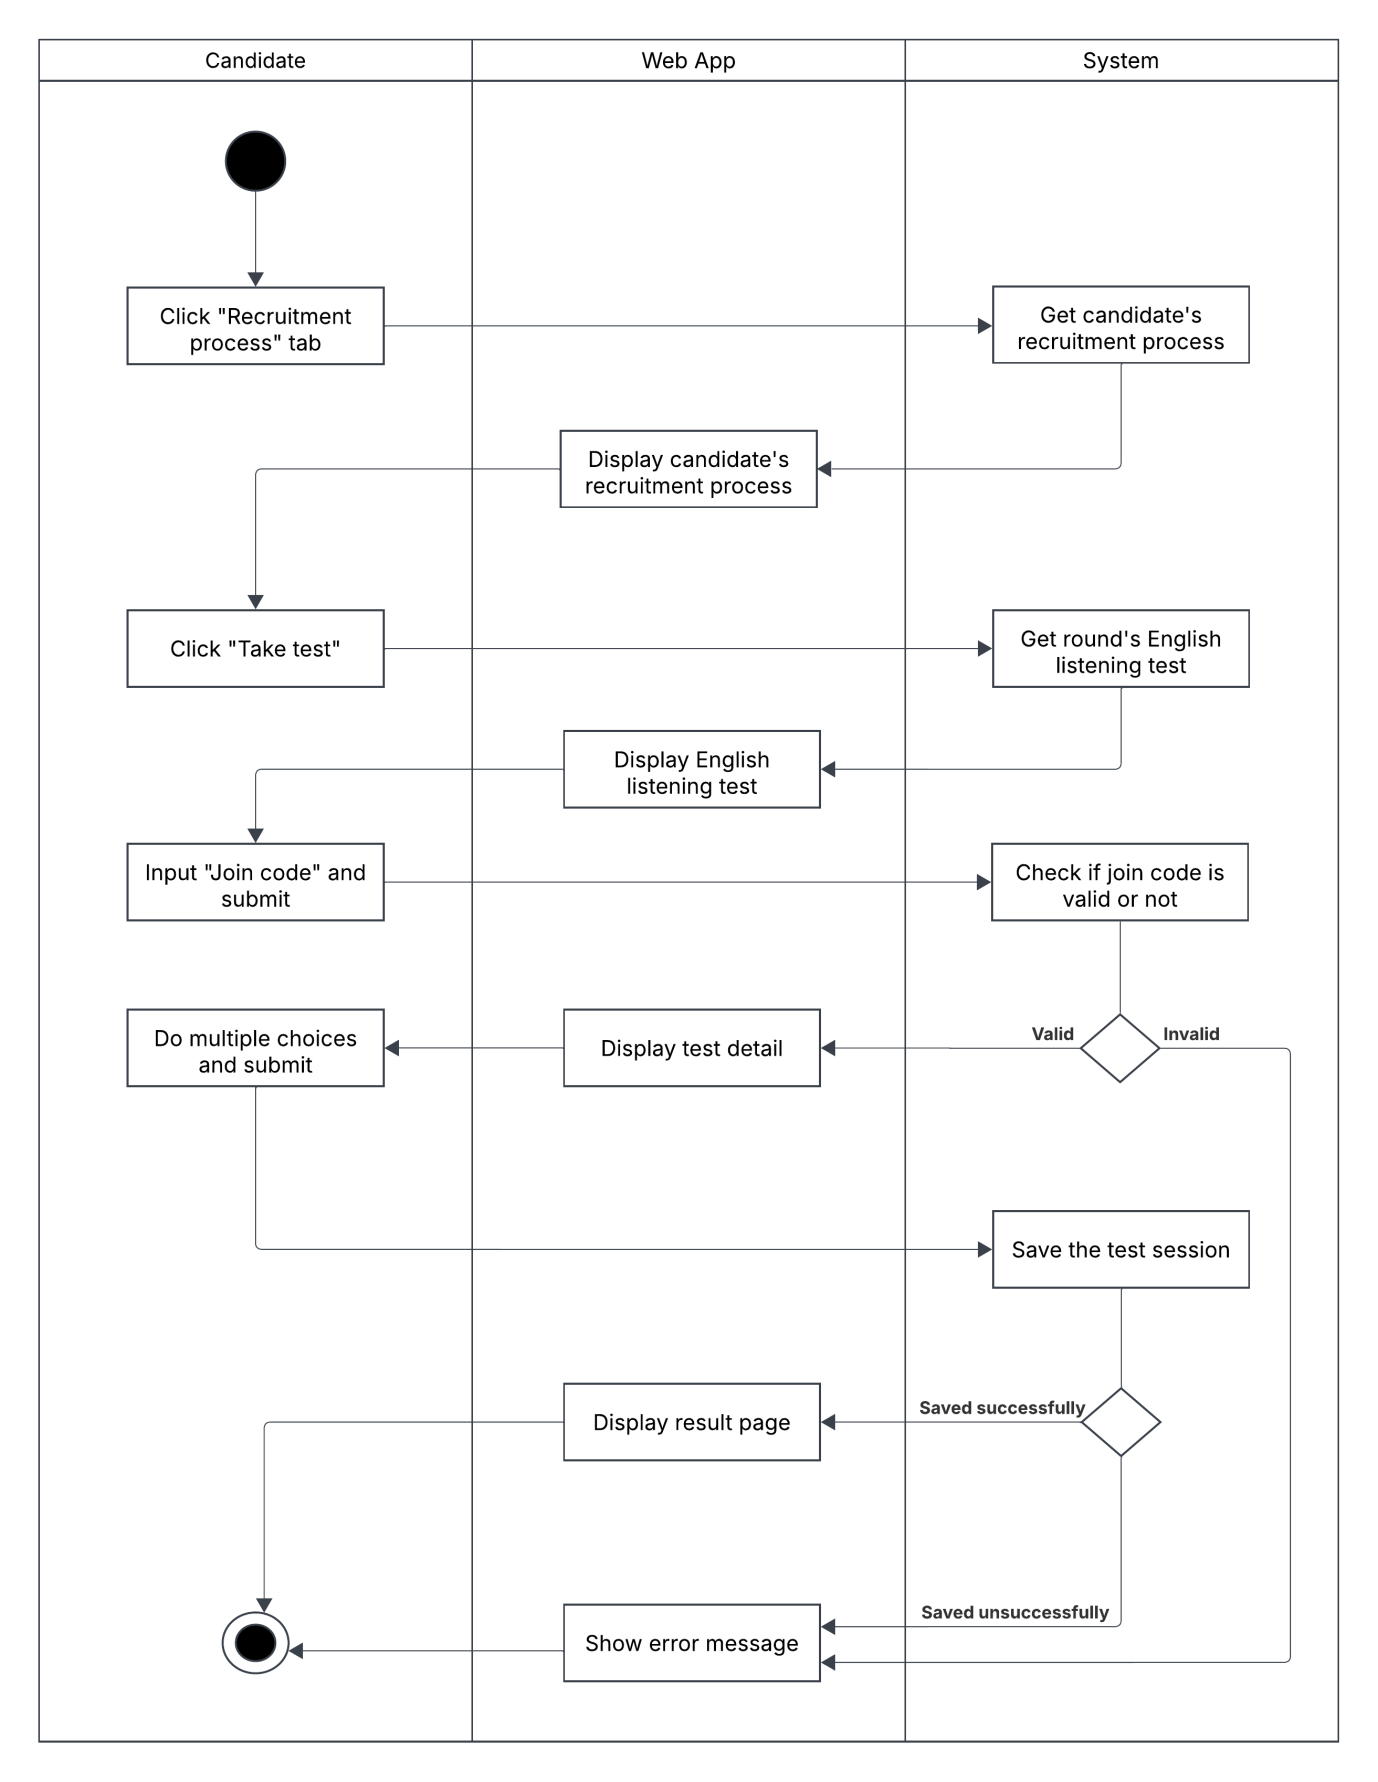 Candidate
Web App
System
Click "Recruitment
process" tab
Get candidate's
recruitment process
Display candidate's
recruitment process
Click "Take test"
Get round's English
listening test
Display English
listening test
Input "Join code" and
submit
Check if join code is
valid or not
Valid
Invalid
Do multiple choices
and submit
Display test detail
Save the test session
Saved successfully
Display result page
Saved unsuccessfully
Show error message